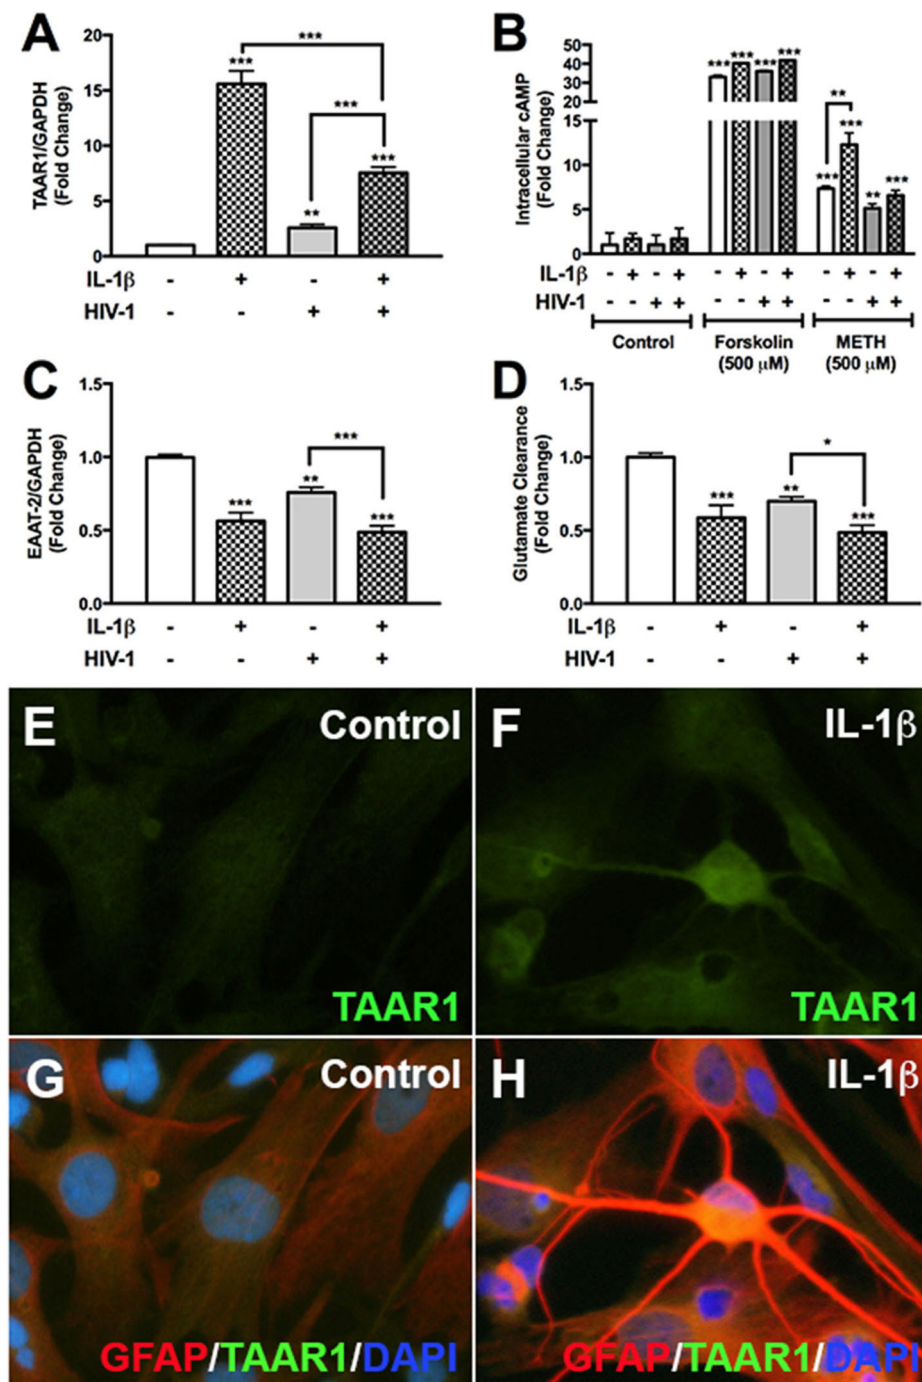 A
TAAR1/GAPDH
(Fold Change)
20
15
10
5
0
***
***
***
**
***
IL-1β - + - +
HIV-1 - - + +
B
Intracellular cAMP
(Fold Change)
50
40
30
20
15
10
5
0
*** *** *** ***
**
*** *** ** ***
IL-1β - + - + - + - + - + - +
HIV-1 - - + + - - + + - - + +
Control Forskolin METH
(500 μM) (500 μM)
C
EAAT-2/GAPDH
(Fold Change)
1.5
1.0
0.5
0.0
***
*** ** ***
IL-1β - + - +
HIV-1 - - + +
D
Glutamate Clearance
(Fold Change)
1.5
1.0
0.5
0.0
*
*** ** ***
IL-1β - + - +
HIV-1 - - + +
E Control
TAAR1
F IL-1β
TAAR1
G Control
GFAP/TAAR1/DAPI
H IL-1β
GFAP/TAAR1/DAPI